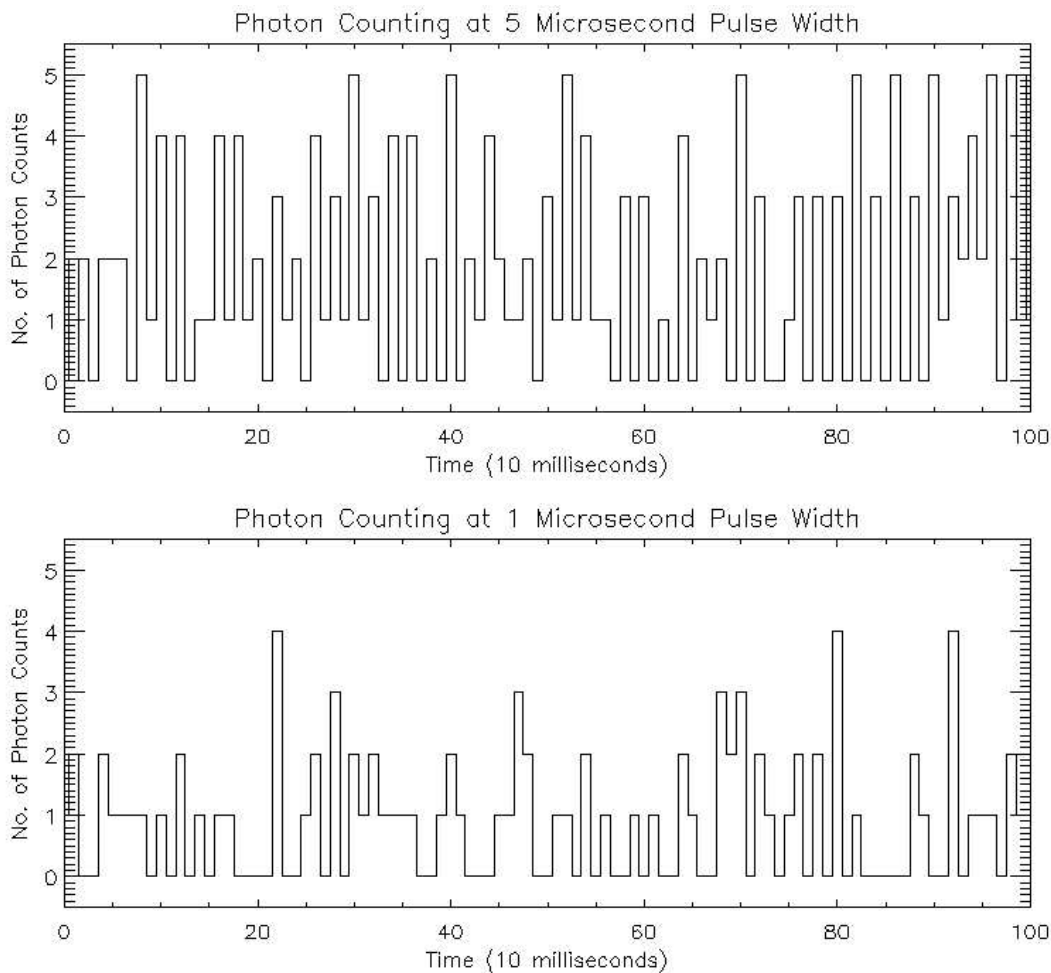 Photon Counting at 5 Microsecond Pulse Width
No. of Photon Counts
5
4
3
2
1
0
0 20 40 60 80 100
Time (10 milliseconds)
Photon Counting at 1 Microsecond Pulse Width
No. of Photon Counts
5
4
3
2
1
0
0 20 40 60 80 100
Time (10 milliseconds)